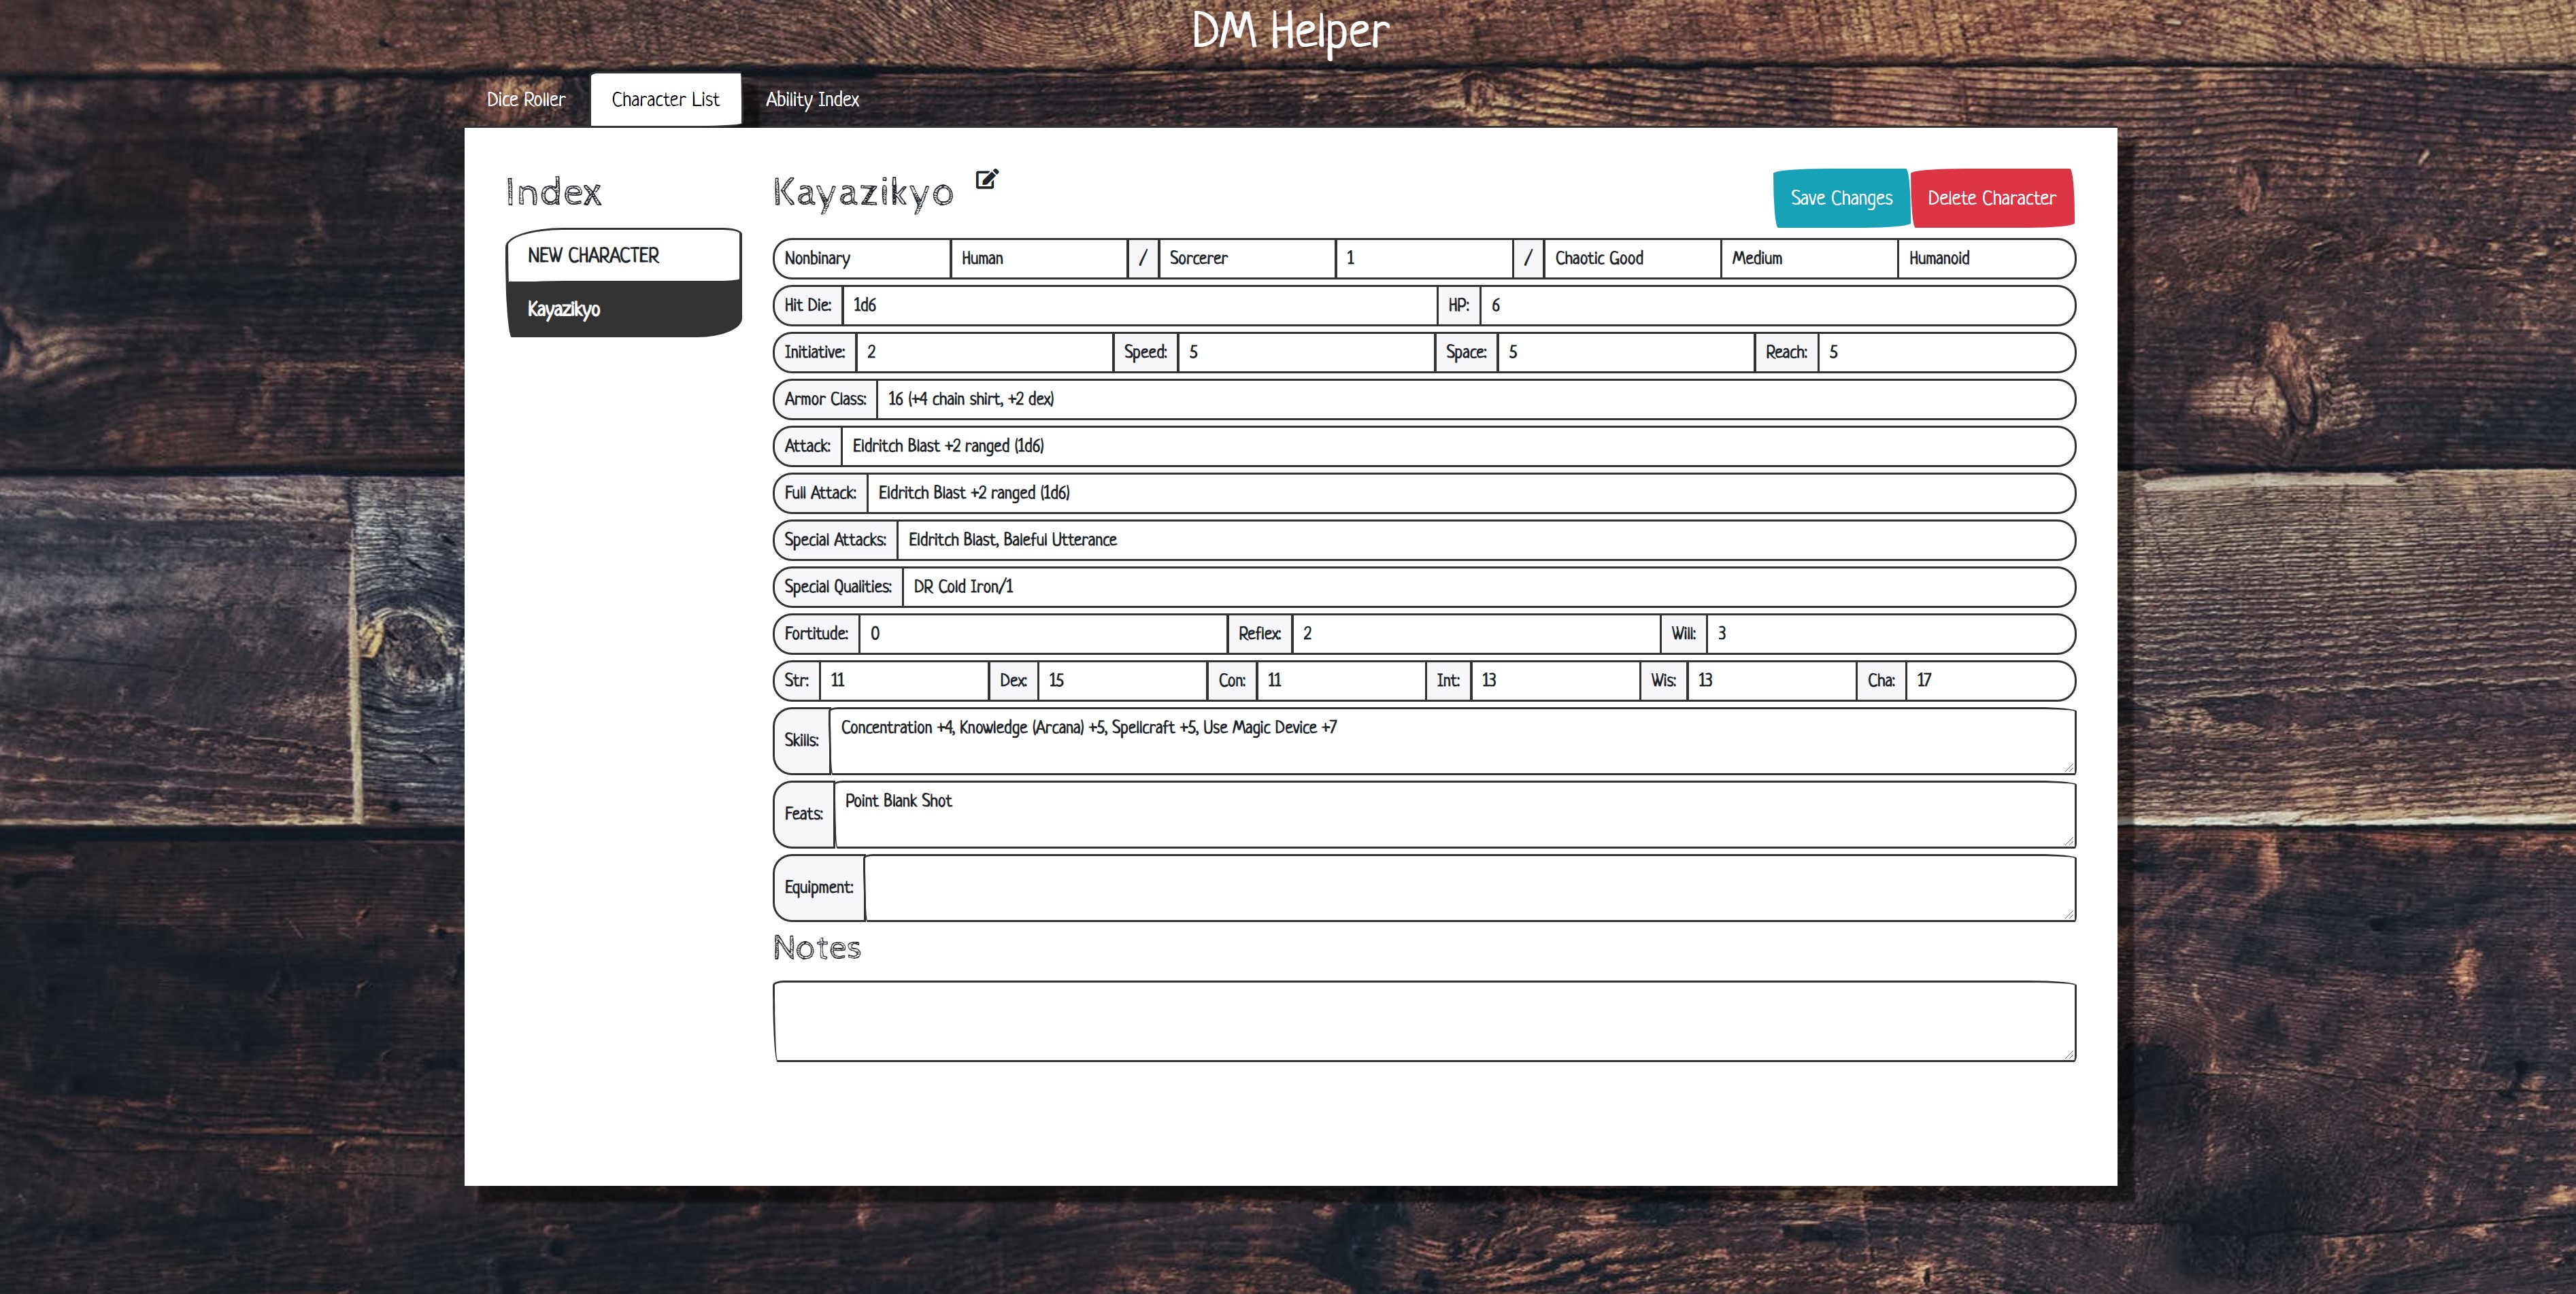 DM Helper
Dice Roller Character List Ability Index
Index
NEW CHARACTER
Kayazikyo
Kayazikyo
Save Changes Delete Character
Nonbinary Human / Sorcerer 1 / Chaotic Good Medium Humanoid
Hit Die: 1d6 HP: 6
Initiative: 2 Speed: 5 Space: 5 Reach: 5
Armor Class: 16 (+4 chain shirt, +2 dex)
Attack: Eldritch Blast +2 ranged (1d6)
Full Attack: Eldritch Blast +2 ranged (1d6)
Special Attacks: Eldritch Blast, Baleful Utterance
Special Qualities: DR Cold Iron/1
Fortitude: 0 Reflex: 2 Will: 3
Str: 11 Dex: 15 Con: 11 Int: 13 Wis: 13 Cha: 17
Skills: Concentration +4, Knowledge (Arcana) +5, Spellcraft +5, Use Magic Device +7
Feats: Point Blank Shot
Equipment:
Notes